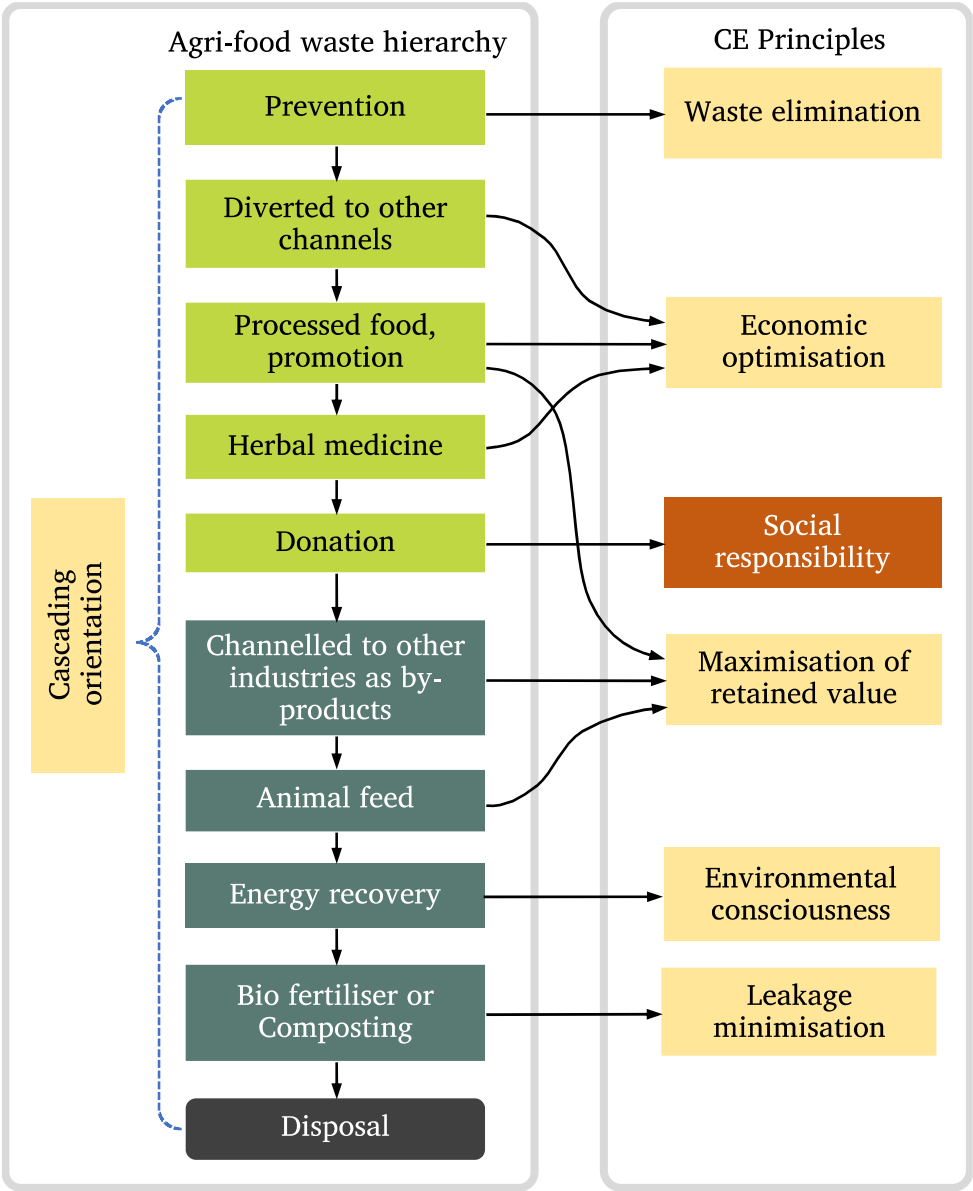 Agri-food waste hierarchy
Prevention
Diverted to other
channels
Processed food,
promotion
Herbal medicine
Donation
Channelled to other
industries as by-
products
Animal feed
Energy recovery
Bio fertiliser or
Composting
Disposal
Cascading
orientation
CE Principles
Waste elimination
Economic
optimisation
Social
responsibility
Maximisation of
retained value
Environmental
consciousness
Leakage
minimisation